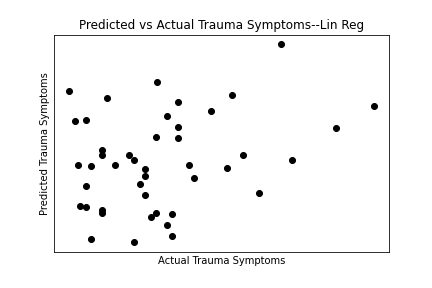 Predicted vs Actual Trauma Symptoms--Lin Reg
Predicted Trauma Symptoms
Actual Trauma Symptoms